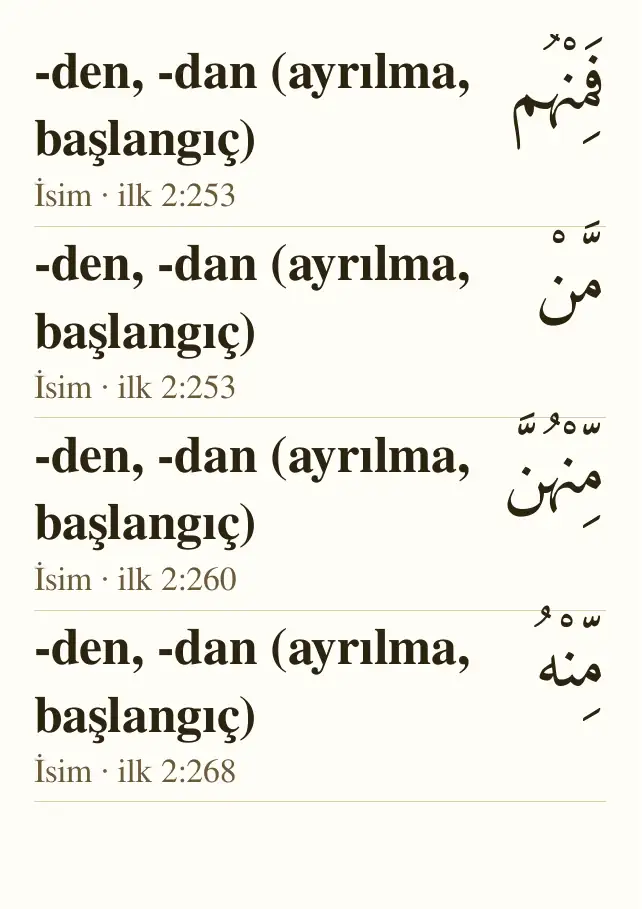 -den, -dan (ayrılma, فَمِنْهُم
başlangıç)
İsim · ilk 2:253
-den, -dan (ayrılma, مَّنْ
başlangıç)
İsim · ilk 2:253
-den, -dan (ayrılma, مِّنْهُنَّ
başlangıç)
İsim · ilk 2:260
-den, -dan (ayrılma, مِّنْهُ
başlangıç)
İsim · ilk 2:268